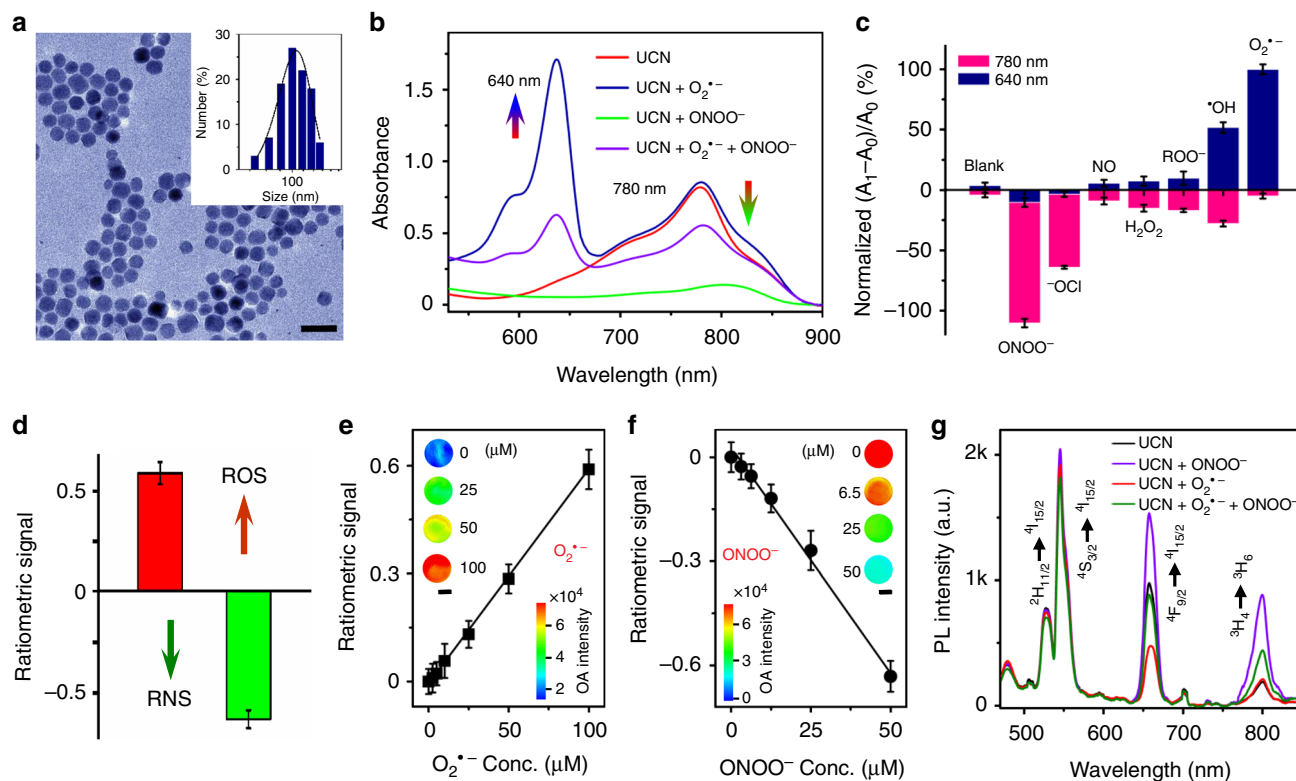 a
30
20
10
0
Number (%)
100
Size (nm)
b
1.5
1.0
0.5
0
Absorbance
600
700
800
900
Wavelength (nm)
640 nm
780 nm
UCN
UCN + O₂•⁻
UCN + ONOO⁻
UCN + O₂•⁻ + ONOO⁻
c
780 nm
640 nm
100
50
0
−50
−100
Normalized (A₁−A₀)/A₀ (%)
Blank
ONOO⁻
⁻OCl
NO
H₂O₂
ROO⁻
•OH
O₂•⁻
d
0.5
0
−0.5
Ratiometric signal
ROS
RNS
e
0.6
0.3
0
Ratiometric signal
(μM)
0
25
50
100
O₂•⁻
×10⁴
8
6
4
2
OA intensity
0
50
100
O₂•⁻ Conc. (μM)
f
0
−0.3
−0.6
Ratiometric signal
(μM)
0
6.5
25
50
ONOO⁻
×10⁴
6
3
0
OA intensity
0
25
50
ONOO⁻ Conc. (μM)
g
2k
1k
0
PL intensity (a.u.)
UCN
UCN + ONOO⁻
UCN + O₂•⁻
UCN + O₂•⁻ + ONOO⁻
²H₁₁/₂ ⁴I₁₅/₂
⁴S₃/₂ ⁴I₁₅/₂
⁴F₉/₂ ⁴I₁₅/₂
³H₄ ³H₆
500
600
700
800
Wavelength (nm)